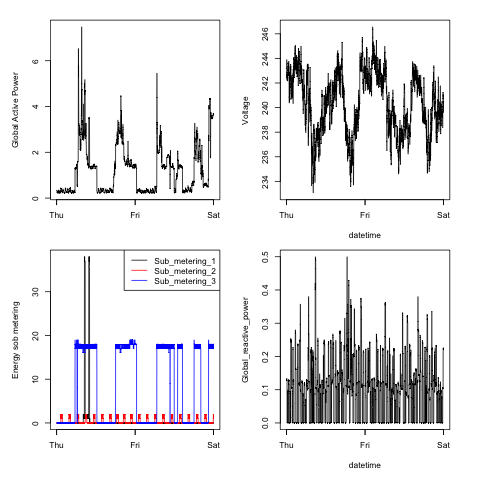 Global Active Power
0
2
4
6
Thu
Fri
Sat
Voltage
234
236
238
240
242
244
246
Thu
Fri
Sat
datetime
Energy sob metering
0
10
20
30
Sub_metering_1
Sub_metering_2
Sub_metering_3
Thu
Fri
Sat
Global_reactive_power
0.0
0.1
0.2
0.3
0.4
0.5
Thu
Fri
Sat
datetime